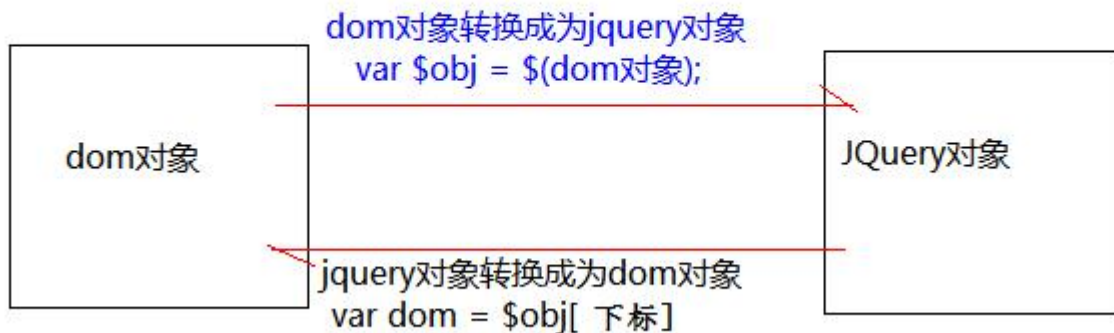 dom对象转换成为jquery对象
var $obj = $(dom对象);
dom对象
JQuery对象
jquery对象转换成为dom对象
var dom = $obj[ 下标]